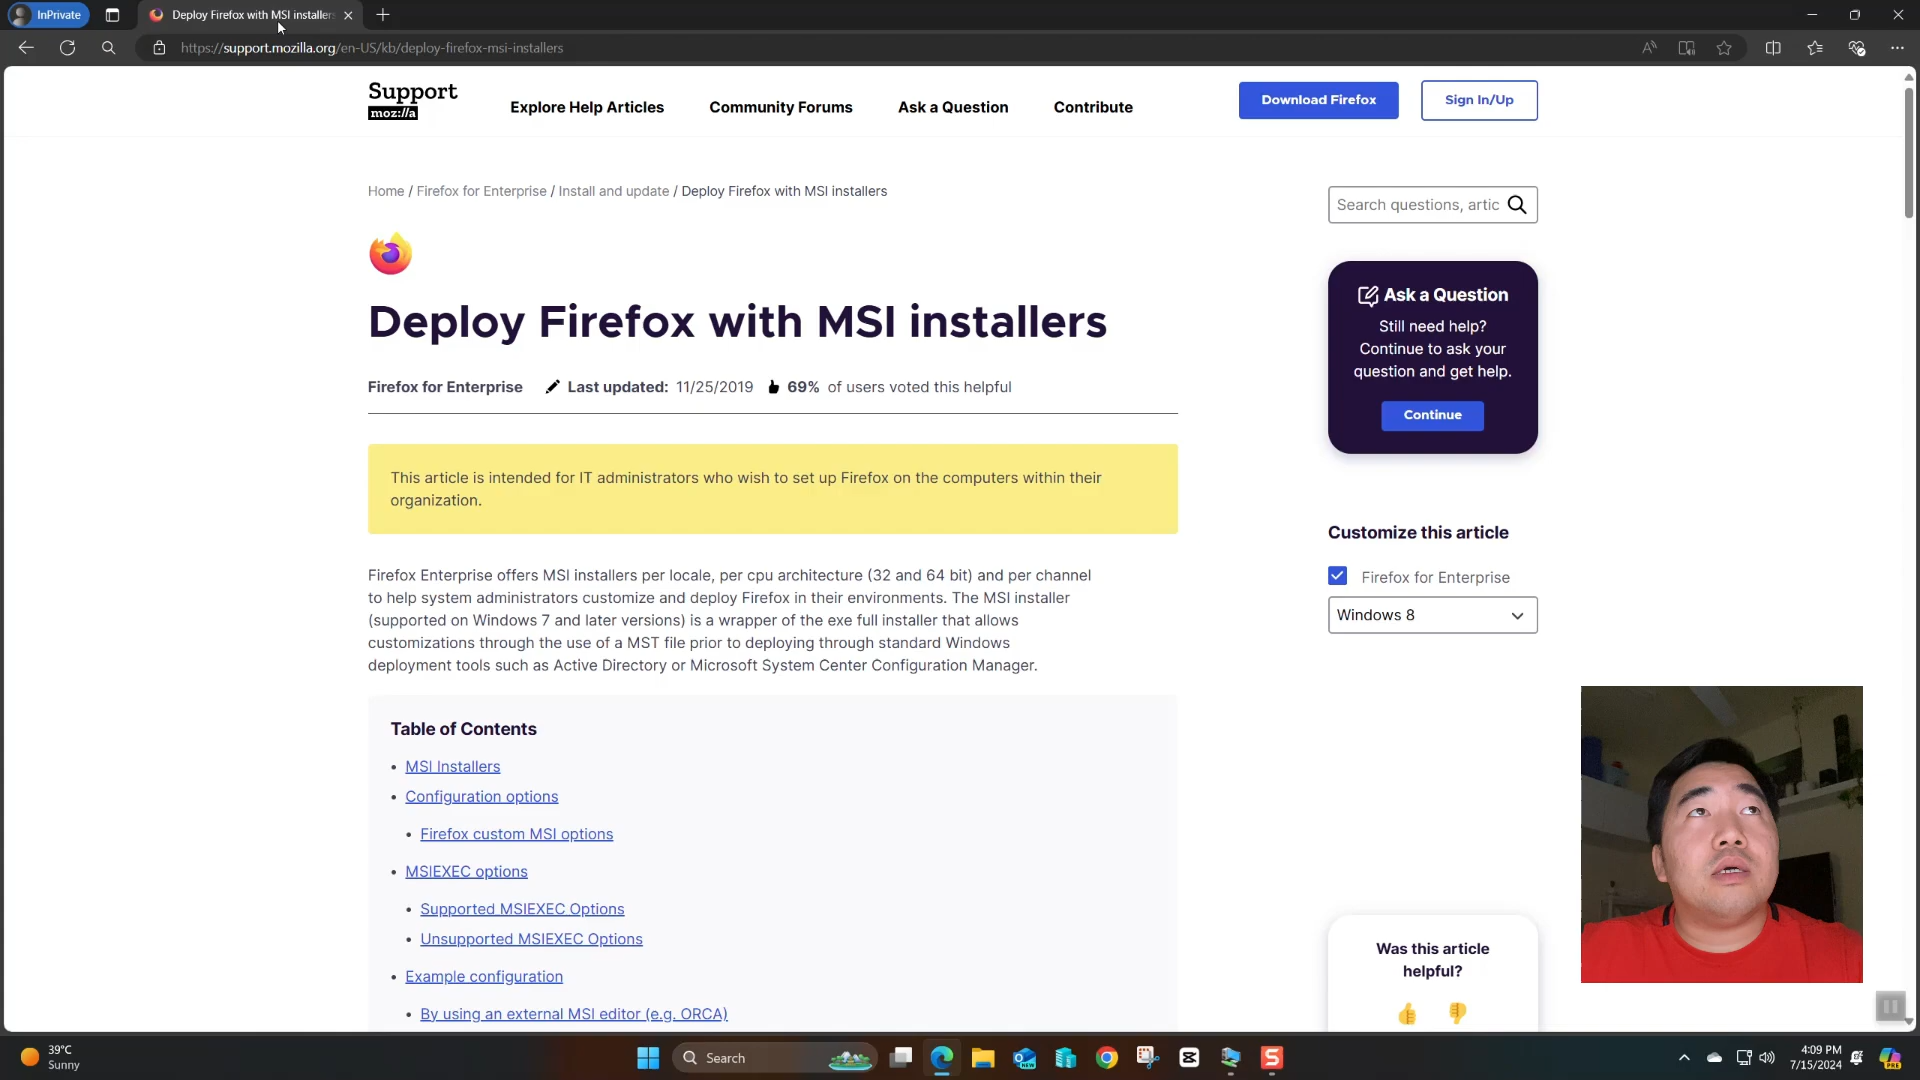 InPrivate
Deploy Firefox with MSI installers
https://support.mozilla.org/en-US/kb/deploy-firefox-msi-installers
Support
moz://a
Explore Help Articles
Community Forums
Ask a Question
Contribute
Download Firefox
Sign In/Up
Home / Firefox for Enterprise / Install and update / Deploy Firefox with MSI installers
Search questions, artic
Deploy Firefox with MSI installers
Firefox for Enterprise Last updated: 11/25/2019 69% of users voted this helpful
This article is intended for IT administrators who wish to set up Firefox on the computers within their
organization.
Firefox Enterprise offers MSI installers per locale, per cpu architecture (32 and 64 bit) and per channel
to help system administrators customize and deploy Firefox in their environments. The MSI installer
(supported on Windows 7 and later versions) is a wrapper of the exe full installer that allows
customizations through the use of a MST file prior to deploying through standard Windows
deployment tools such as Active Directory or Microsoft System Center Configuration Manager.
Table of Contents
• MSI Installers
• Configuration options
• Firefox custom MSI options
• MSIEXEC options
• Supported MSIEXEC Options
• Unsupported MSIEXEC Options
• Example configuration
• By using an external MSI editor (e.g. ORCA)
Ask a Question
Still need help?
Continue to ask your
question and get help.
Continue
Customize this article
Firefox for Enterprise
Windows 8
Was this article
helpful?
39°C
Sunny
Search
NEW
S
4:09 PM
7/15/2024
PRE